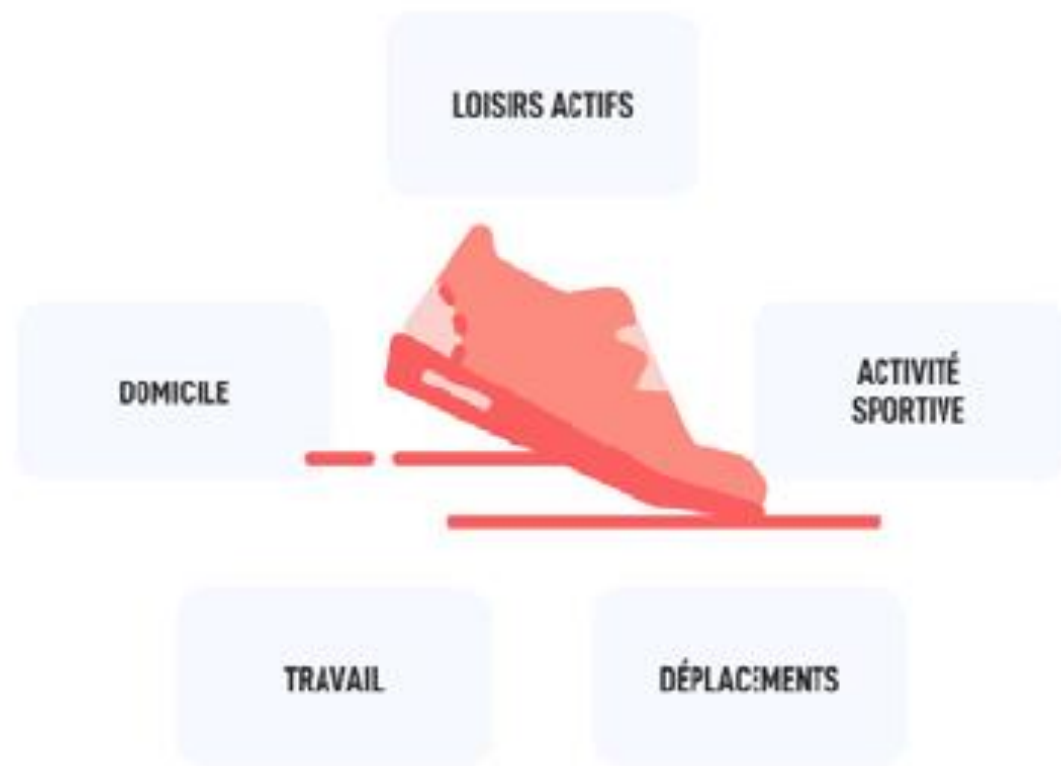 LOISIRS ACTIFS
DOMICILE
ACTIVITÉ
SPORTIVE
TRAVAIL
DÉPLACEMENTS